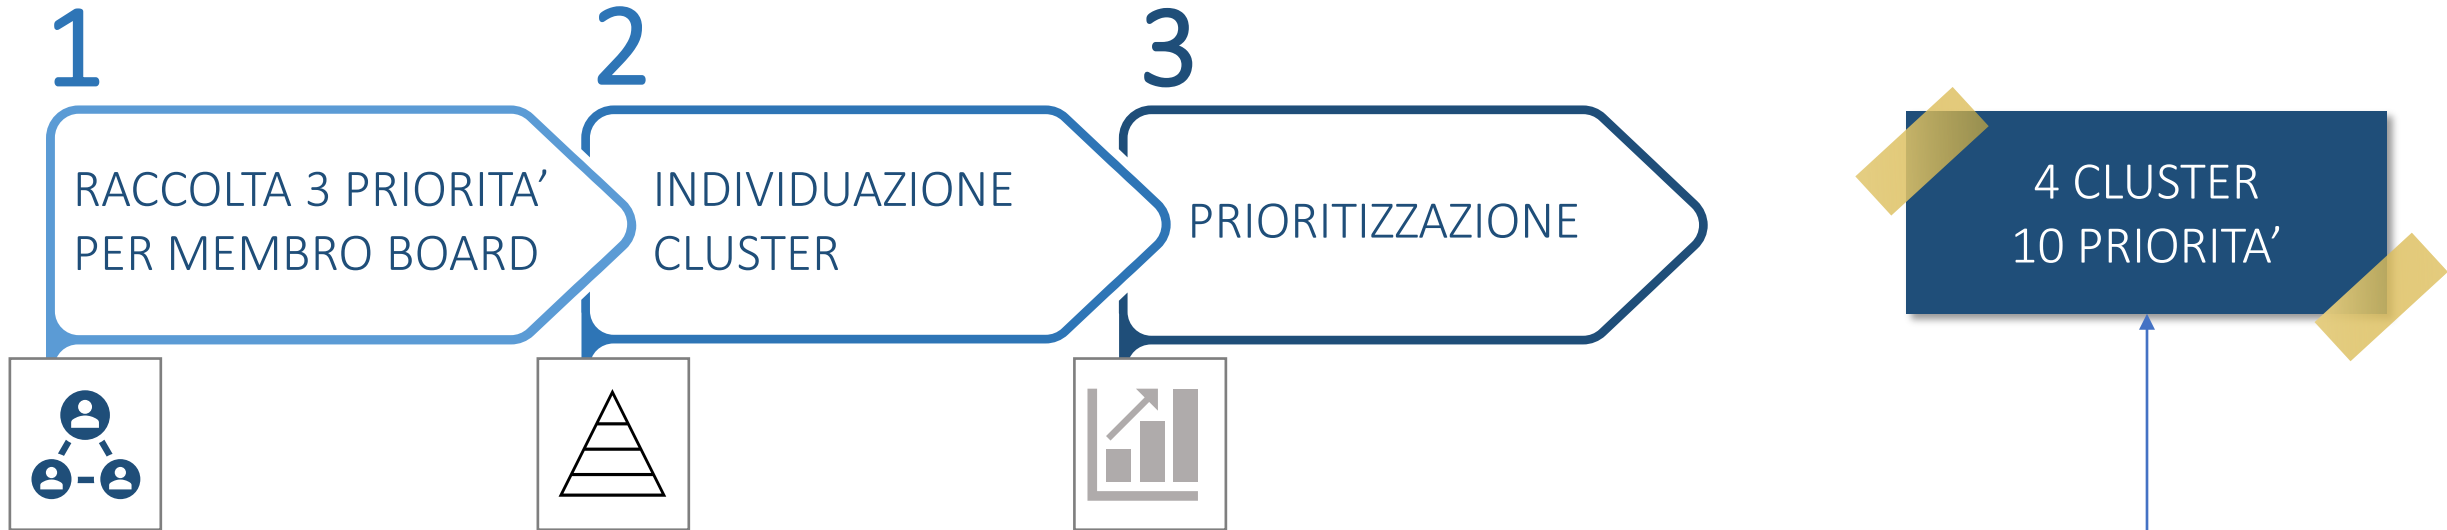 1
2
3
RACCOLTA 3 PRIORITA’
PER MEMBRO BOARD
INDIVIDUAZIONE
CLUSTER
PRIORITIZZAZIONE
4 CLUSTER
10 PRIORITA’